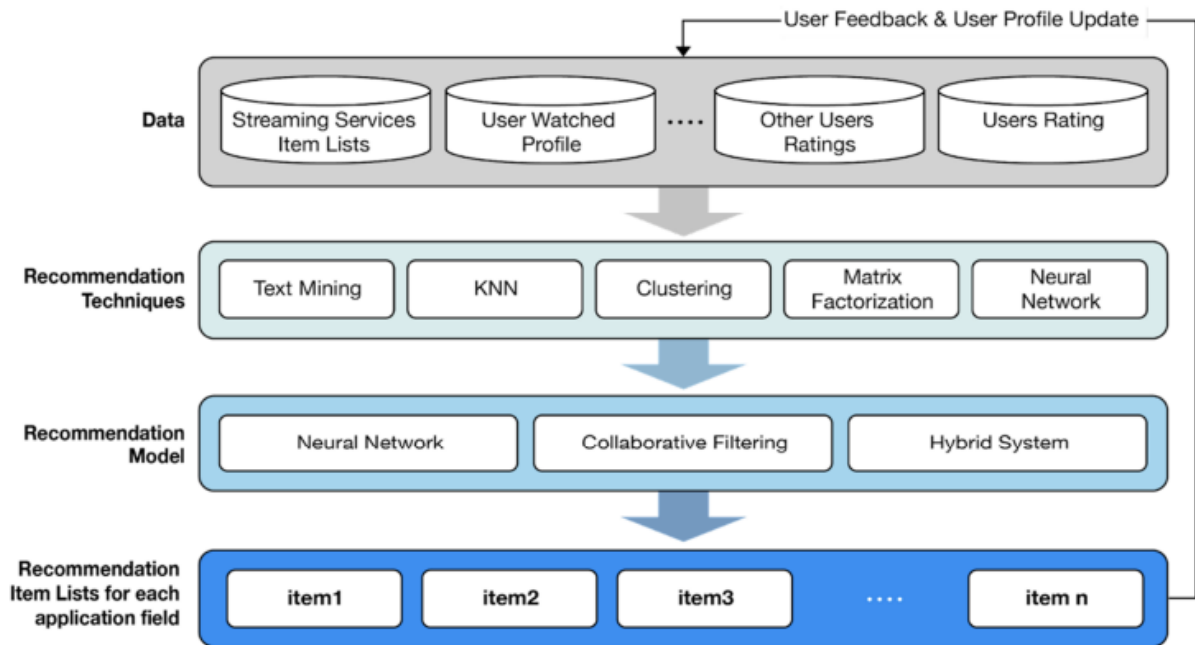 User Feedback & User Profile Update
Data
Streaming Services
Item Lists
User Watched
Profile
....
Other Users
Ratings
Users Rating
Recommendation
Techniques
Text Mining
KNN
Clustering
Matrix
Factorization
Neural
Network
Recommendation
Model
Neural Network
Collaborative Filtering
Hybrid System
Recommendation
Item Lists for each
application field
item1
item2
item3
....
item n